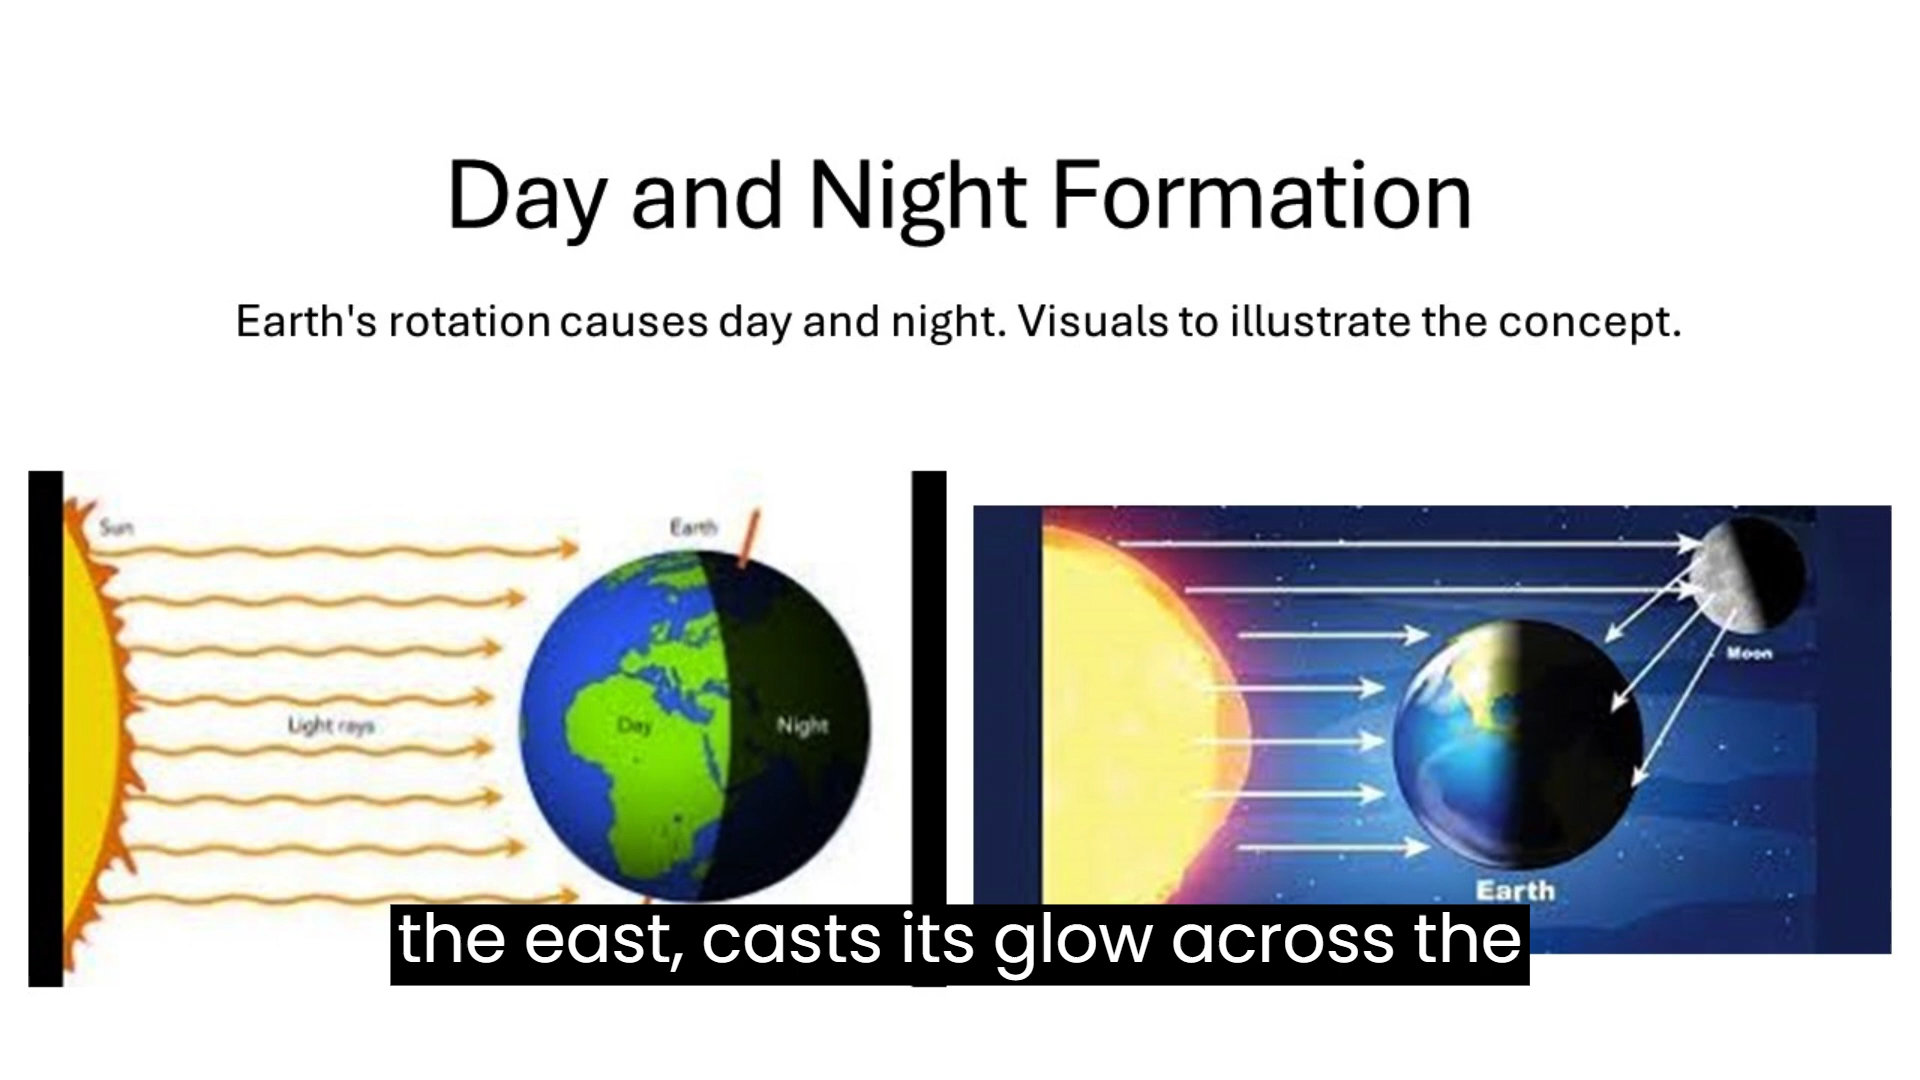 Day and Night Formation
Earth's rotation causes day and night. Visuals to illustrate the concept.
Sun
Earth
Light rays
Day
Night
Moon
Earth
the east, casts its glow across the